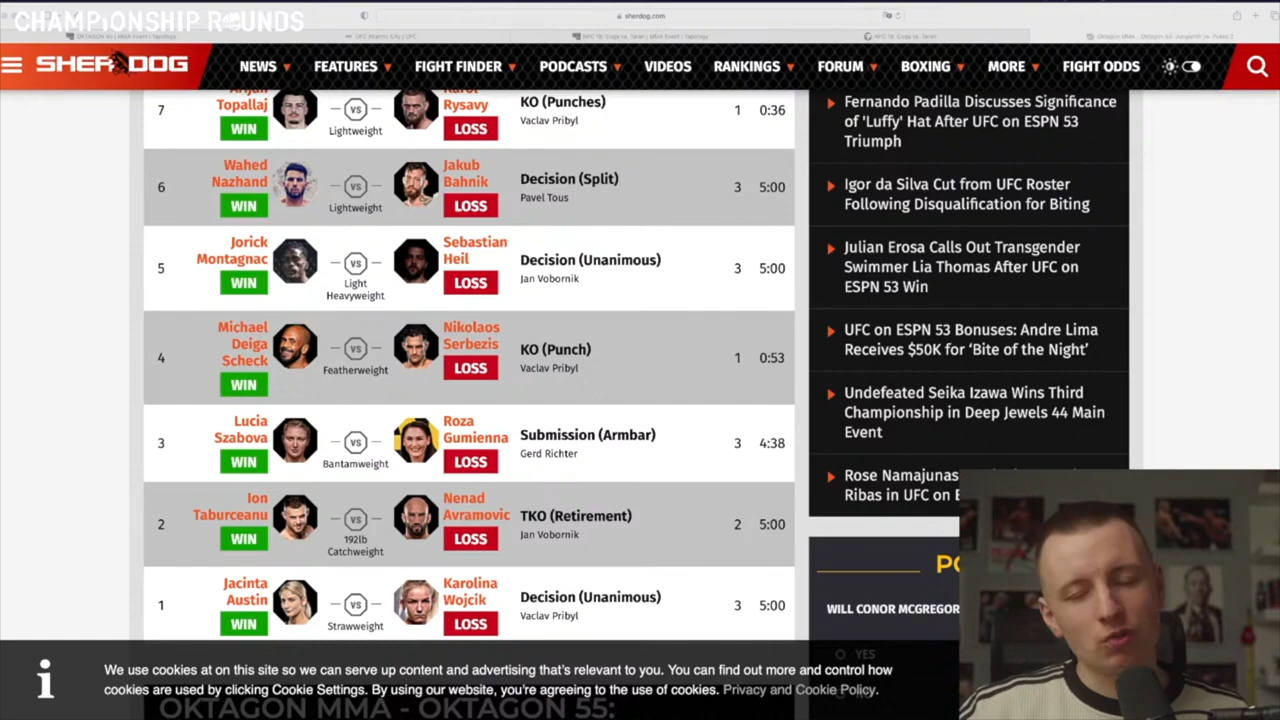 CHAMPIONSHIP ROUNDS
sherdog.com
OKTAGON 55 | MMA Event | Tapology
UFC Atlantic City | UFC
SHERDOG
NEWS
FEATURES
FIGHT FINDER
PODCASTS
VIDEOS
RANKINGS
FORUM
BOXING
MORE
FIGHT ODDS
7
Topallaj
WIN
VS
Lightweight
Rysavy
LOSS
KO (Punches)
Vaclav Pribyl
1
0:36
6
Wahed
Nazhand
WIN
VS
Lightweight
Jakub
Bahnik
LOSS
Decision (Split)
Pavel Tous
3
5:00
5
Jorick
Montagnac
WIN
VS
Light
Heavyweight
Sebastian
Heil
LOSS
Decision (Unanimous)
Jan Vobornik
3
5:00
4
Michael
Deiga
Scheck
WIN
VS
Featherweight
Nikolaos
Serbezis
LOSS
KO (Punch)
Vaclav Pribyl
1
0:53
3
Lucia
Szabova
WIN
VS
Bantamweight
Roza
Gumienna
LOSS
Submission (Armbar)
Gerd Richter
3
4:38
2
Ion
Taburceanu
WIN
VS
192lb
Catchweight
Nenad
Avramovic
LOSS
TKO (Retirement)
Jan Vobornik
2
5:00
1
Jacinta
Austin
WIN
VS
Strawweight
Karolina
Wojcik
LOSS
Decision (Unanimous)
Vaclav Pribyl
3
5:00
Fernando Padilla Discusses Significance
of 'Luffy' Hat After UFC on ESPN 53
Triumph
Igor da Silva Cut from UFC Roster
Following Disqualification for Biting
Julian Erosa Calls Out Transgender
Swimmer Lia Thomas After UFC on
ESPN 53 Win
UFC on ESPN 53 Bonuses: Andre Lima
Receives $50K for ‘Bite of the Night’
Undefeated Seika Izawa Wins Third
Championship in Deep Jewels 44 Main
Event
Rose Namajunas
Ribas in UFC on
WILL CONOR MCGREGOR
YES
We use cookies at on this site so we can serve up content and advertising that's relevant to you. You can find out more and control how
cookies are used by clicking Cookie Settings. By using our website, you're agreeing to the use of cookies. Privacy and Cookie Policy.
OKTAGON MMA - OKTAGON 55: